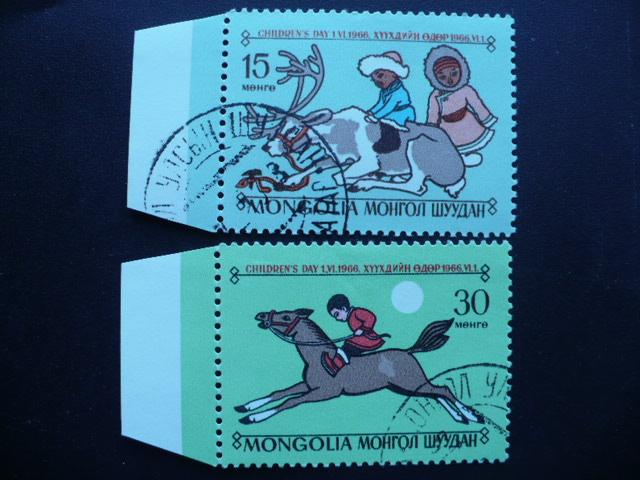 CHILDREN'S DAY 1.VI.1966. ХҮҮХДИЙН ӨДӨР 1966.VI.1.
15
мөнгө
MONGOLIA МОНГОЛ ШУУДАН
CHILDREN'S DAY 1.VI.1966. ХҮҮХДИЙН ӨДӨР 1966.VI.1.
30
мөнгө
MONGOLIA МОНГОЛ ШУУДАН